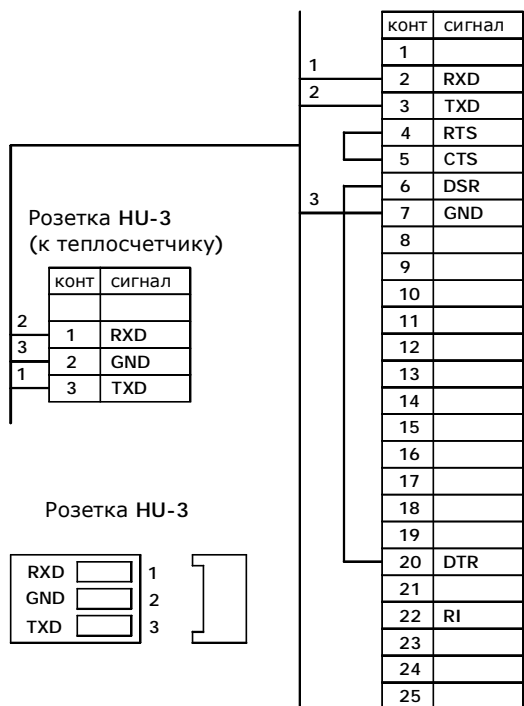 конт сигнал
1
1
2 RXD
2
3 TXD
4 RTS
5 CTS
6 DSR
3
7 GND
8
9
10
11
12
13
14
15
16
17
18
19
20 DTR
21
22 RI
23
24
25
Розетка HU-3
(к теплосчетчику)
конт сигнал
2
1 RXD
3
2 GND
1
3 TXD
Розетка HU-3
RXD 1
GND 2
TXD 3